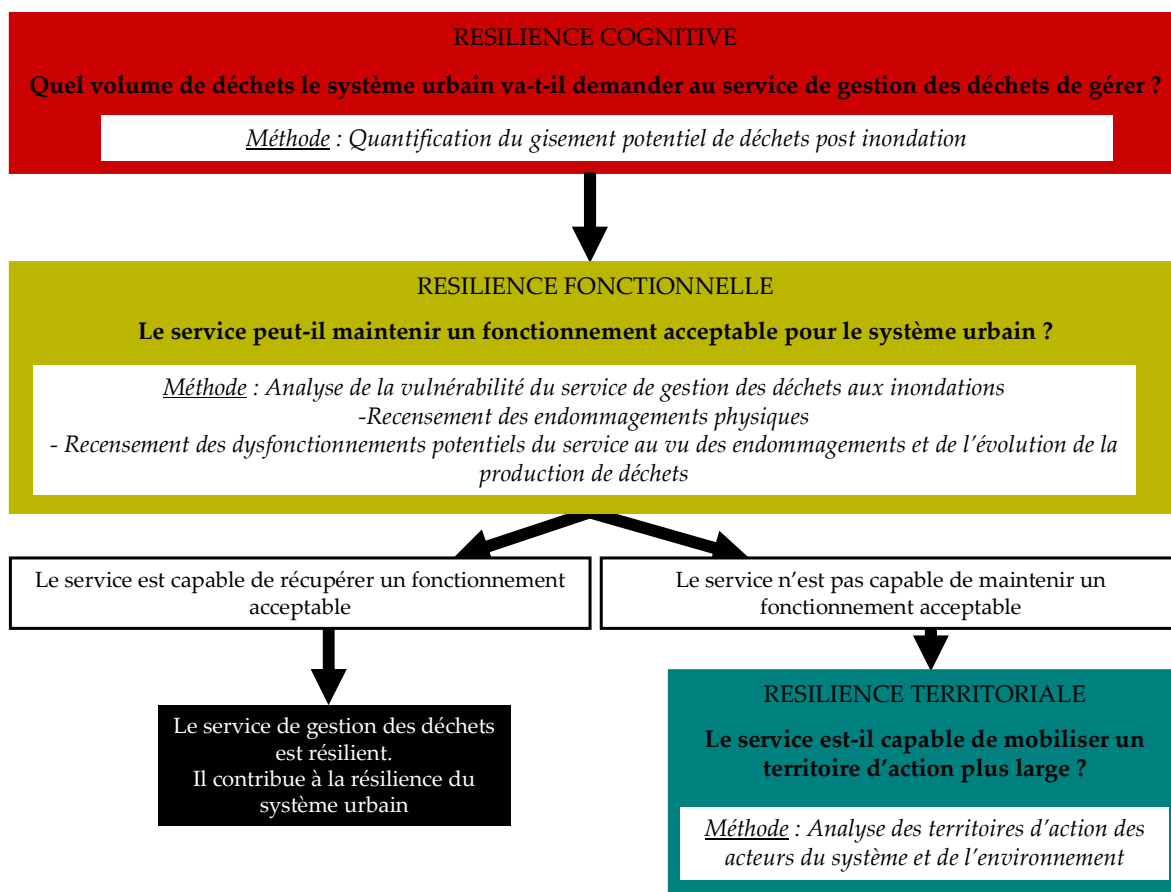 RESILIENCE COGNITIVE
Quel volume de déchets le système urbain va-t-il demander au service de gestion des déchets de gérer ?
Méthode : Quantification du gisement potentiel de déchets post inondation
RESILIENCE FONCTIONNELLE
Le service peut-il maintenir un fonctionnement acceptable pour le système urbain ?
Méthode : Analyse de la vulnérabilité du service de gestion des déchets aux inondations
-Recensement des endommagements physiques
- Recensement des dysfonctionnements potentiels du service au vu des endommagements et de l'évolution de la
production de déchets
Le service est capable de récupérer un fonctionnement
acceptable
Le service n'est pas capable de maintenir un
fonctionnement acceptable
Le service de gestion des déchets
est résilient.
Il contribue à la résilience du
système urbain
RESILIENCE TERRITORIALE
Le service est-il capable de mobiliser un
territoire d'action plus large ?
Méthode : Analyse des territoires d'action des
acteurs du système et de l'environnement